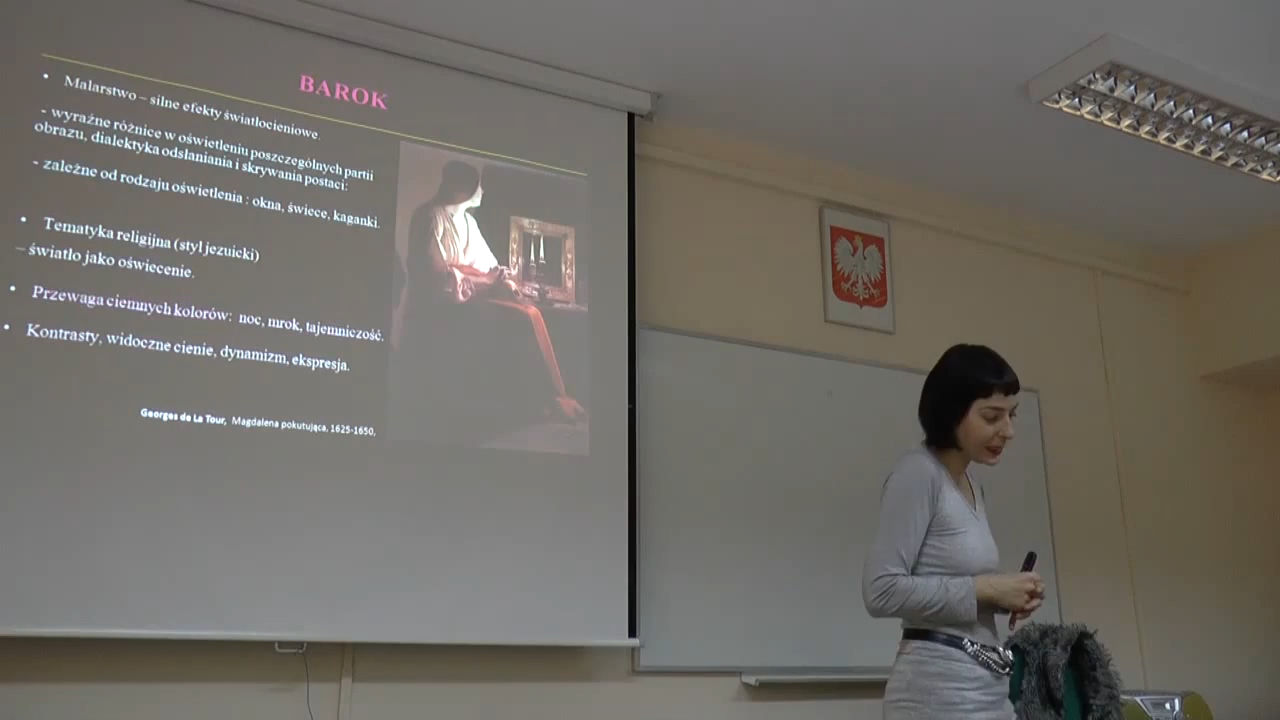 BAROK
• Malarstwo – silne efekty światłocieniowe.
- wyraźne różnice w oświetleniu poszczególnych partii
obrazu, dialektyka odsłaniania i skrywania postaci:
- zależne od rodzaju oświetlenia : okna, świece, kaganki.
• Tematyka religijna (styl jezuicki)
– światło jako oświecenie.
• Przewaga ciemnych kolorów: noc, mrok, tajemniczość.
• Kontrasty, widoczne cienie, dynamizm, ekspresja.
Georges de La Tour, Magdalena pokutująca, 1625-1650,